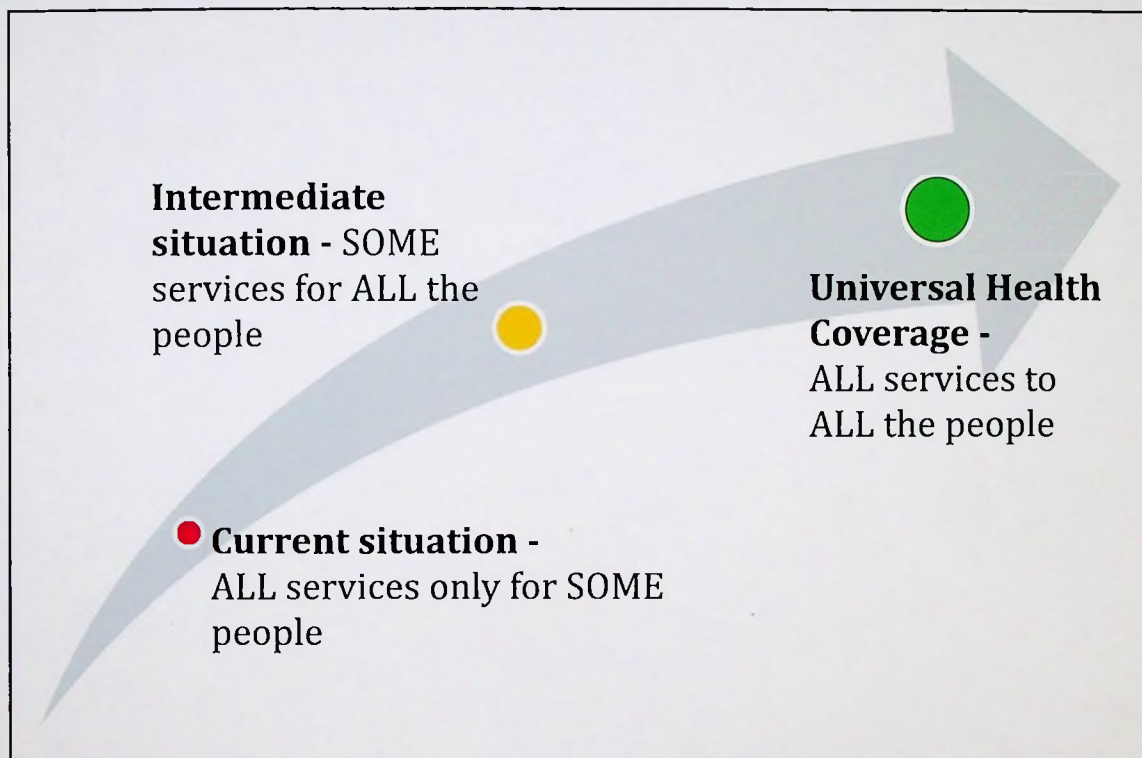 Intermediate
situation - SOME
services for ALL the
people
Universal Health
Coverage -
ALL services to
ALL the people
Current situation -
ALL services only for SOME
people